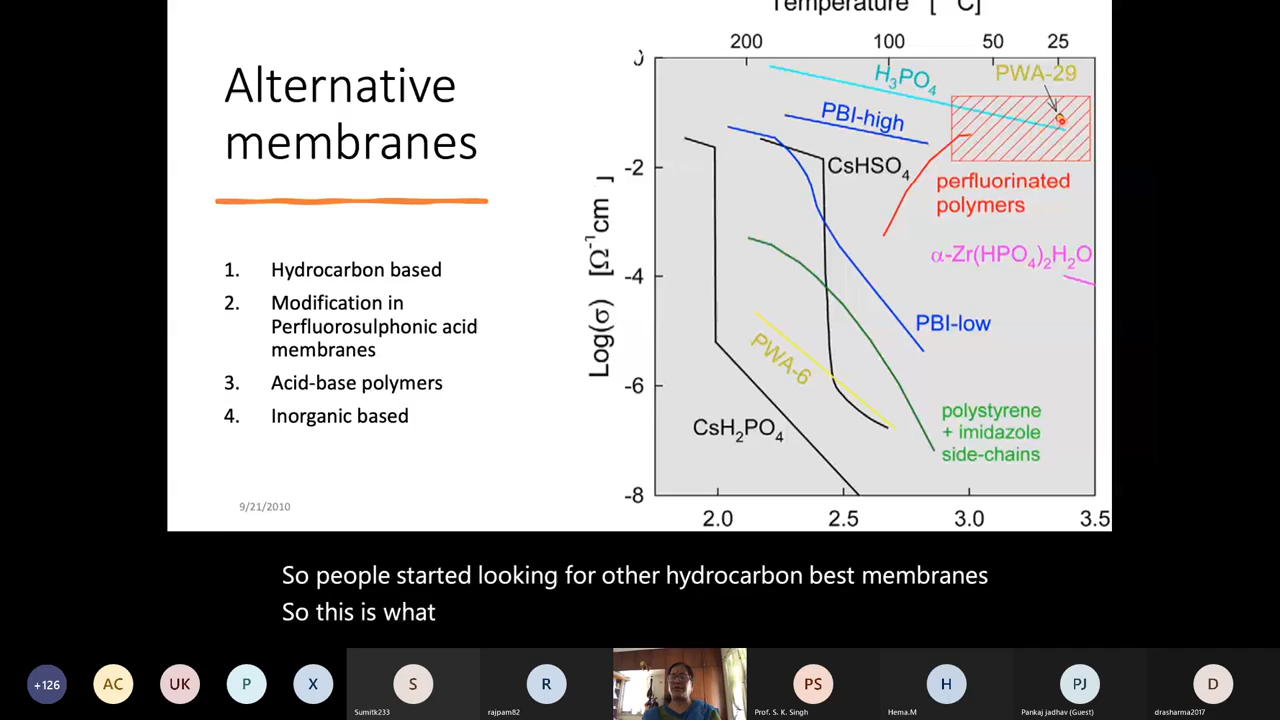 Temperature [ °C]
200 100 50 25
Alternative
membranes
1. Hydrocarbon based
2. Modification in
Perfluorosulphonic acid
membranes
3. Acid-base polymers
4. Inorganic based
9/21/2010
Log(σ) [Ω⁻¹cm ]
-2
-4
-6
-8
2.0 2.5 3.0 3.5
H₃PO₄
PWA-29
PBI-high
CsHSO₄
perfluorinated
polymers
α-Zr(HPO₄)₂H₂O
PBI-low
PWA-6
CsH₂PO₄
polystyrene
+ imidazole
side-chains
So people started looking for other hydrocarbon best membranes
So this is what
+126
AC
UK
P
X
S
Sumitk233
R
rajpam82
PS
Prof. S. K. Singh
H
Hema.M
PJ
Pankaj jadhav (Guest)
D
drasharma2017